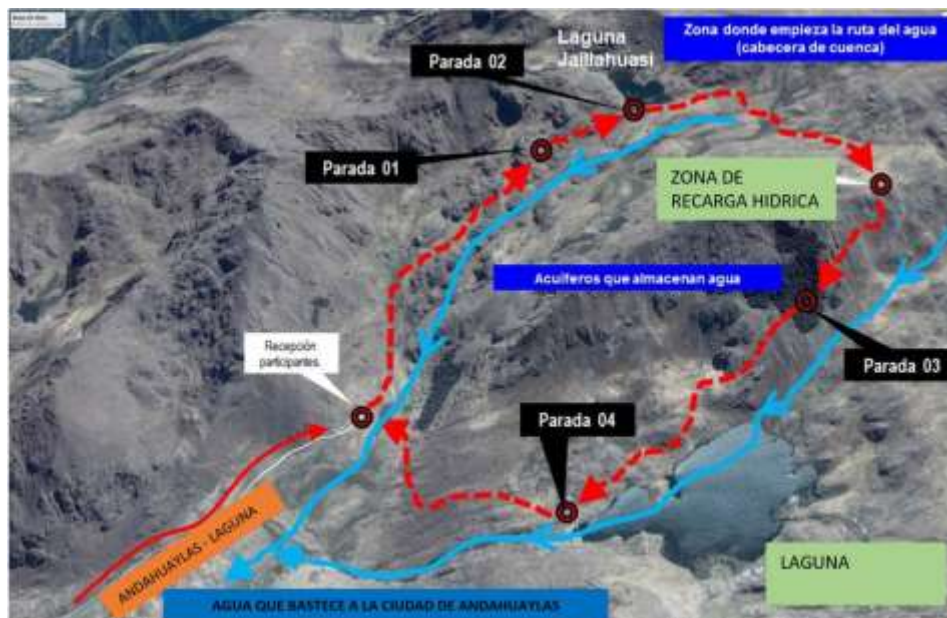 Laguna
Jaillahuasi
Zona donde empieza la ruta del agua
(cabecera de cuenca)
Parada 02
Parada 01
ZONA DE
RECARGA HIDRICA
Acuiferos que almacenan agua
Recepción
participantes.
Parada 03
Parada 04
ANDAHUAYLAS - LAGUNA
LAGUNA
AGUA QUE BASTECE A LA CIUDAD DE ANDAHUAYLAS